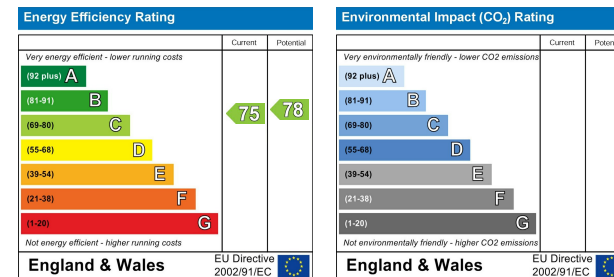 Energy Efficiency Rating
Current Potential
Very energy efficient - lower running costs
(92 plus) A
(81-91) B
(69-80) C
(55-68) D
(39-54) E
(21-38) F
(1-20) G
75 78
Not energy efficient - higher running costs
England & Wales
EU Directive
2002/91/EC
Environmental Impact (CO₂) Rating
Current Poten
Very environmentally friendly - lower CO2 emissions
(92 plus) A
(81-91) B
(69-80) C
(55-68) D
(39-54) E
(21-38) F
(1-20) G
Not environmentally friendly - higher CO2 emissions
England & Wales
EU Directive
2002/91/EC